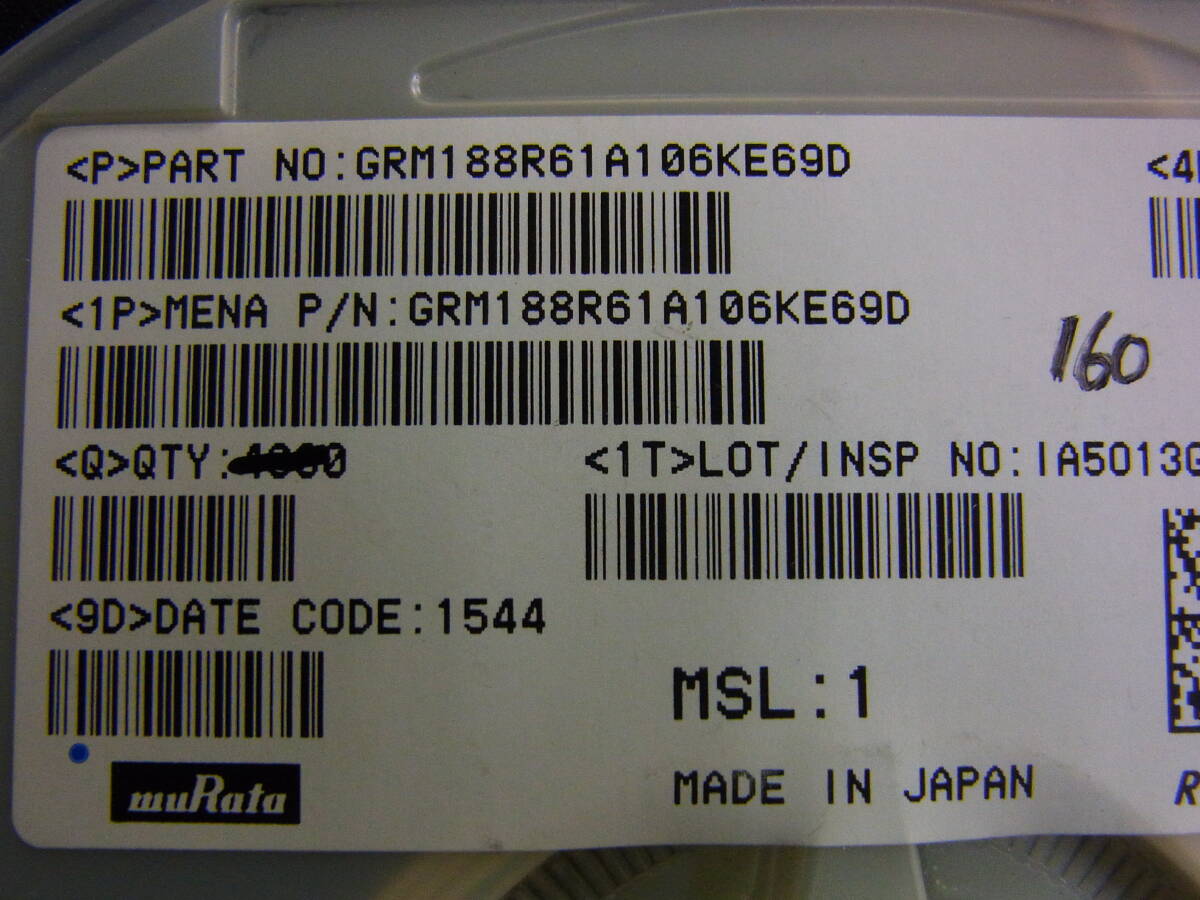 <P>PART NO:GRM188R61A106KE69D
<4
<1P>MENA P/N:GRM188R61A106KE69D
160
<Q>QTY:
<1T>LOT/INSP NO:IA5013G
<9D>DATE CODE:1544
MSL:1
muRata
MADE IN JAPAN
R